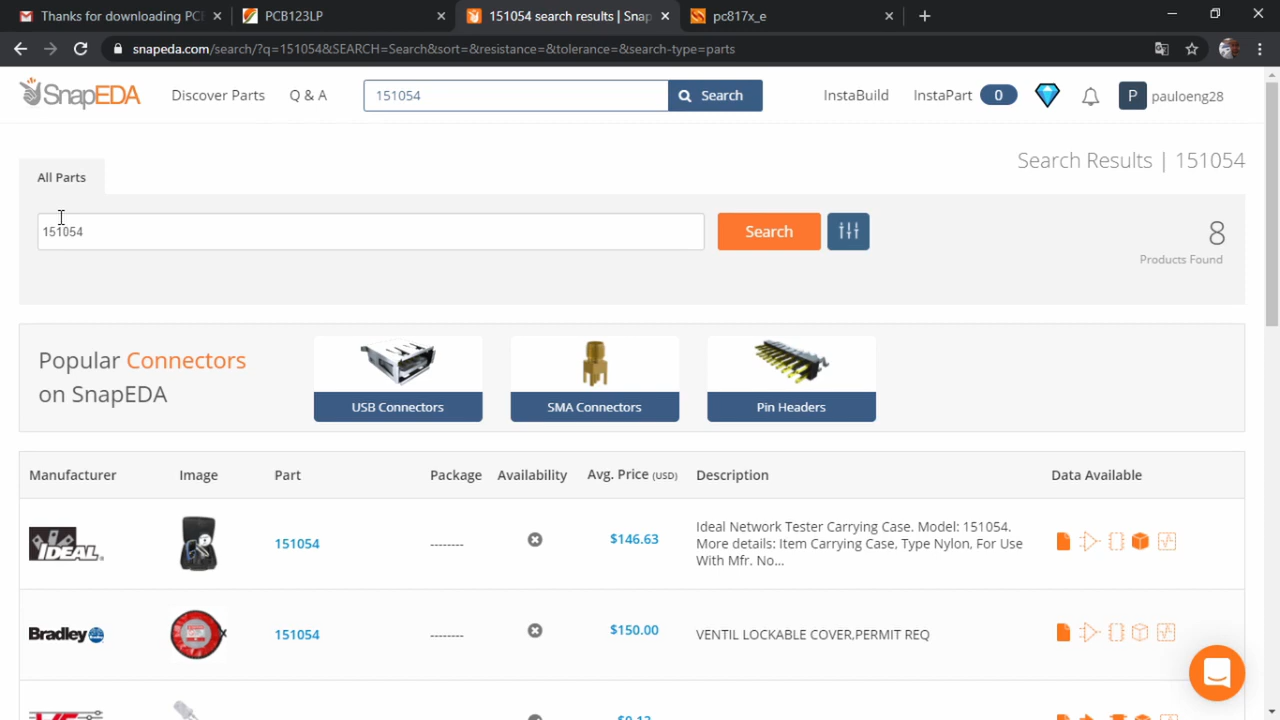 Thanks for downloading PC
PCB123LP
151054 search results | Snap
pc817x_e
snapeda.com/search/?q=151054&SEARCH=Search&sort=&resistance=&tolerance=&search-type=parts
SnapEDA
Discover Parts
Q & A
151054
Search
InstaBuild
InstaPart
0
P
pauloeng28
Search Results | 151054
All Parts
151054
Search
8
Products Found
Popular Connectors
on SnapEDA
USB Connectors
SMA Connectors
Pin Headers
Manufacturer
Image
Part
Package
Availability
Avg. Price (USD)
Description
Data Available
IDEAL
151054
--------
$146.63
Ideal Network Tester Carrying Case. Model: 151054.
More details: Item Carrying Case, Type Nylon, For Use
With Mfr. No...
Bradley
151054
--------
$150.00
VENTIL LOCKABLE COVER,PERMIT REQ